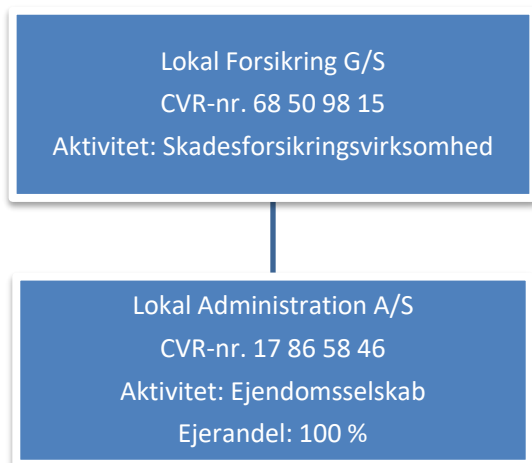 Lokal Forsikring G/S
CVR-nr. 68 50 98 15
Aktivitet: Skadesforsikringsvirksomhed
Lokal Administration A/S
CVR-nr. 17 86 58 46
Aktivitet: Ejendomsselskab
Ejerandel: 100 %